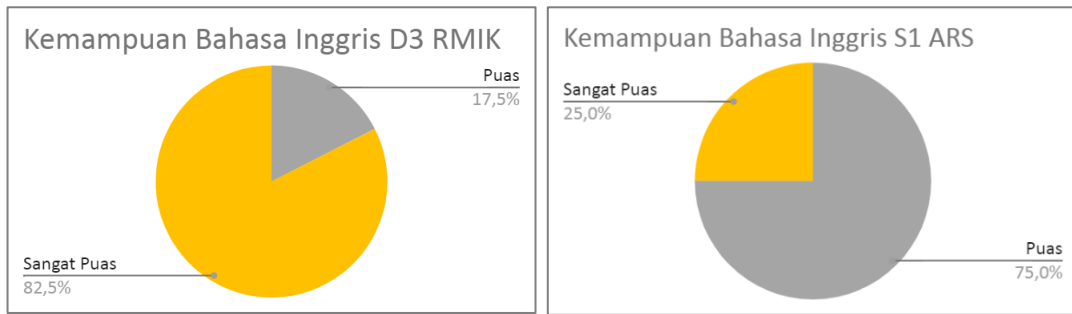 Kemampuan Bahasa Inggris D3 RMIK
Puas
17,5%
Sangat Puas
82,5%
Kemampuan Bahasa Inggris S1 ARS
Sangat Puas
25,0%
Puas
75,0%